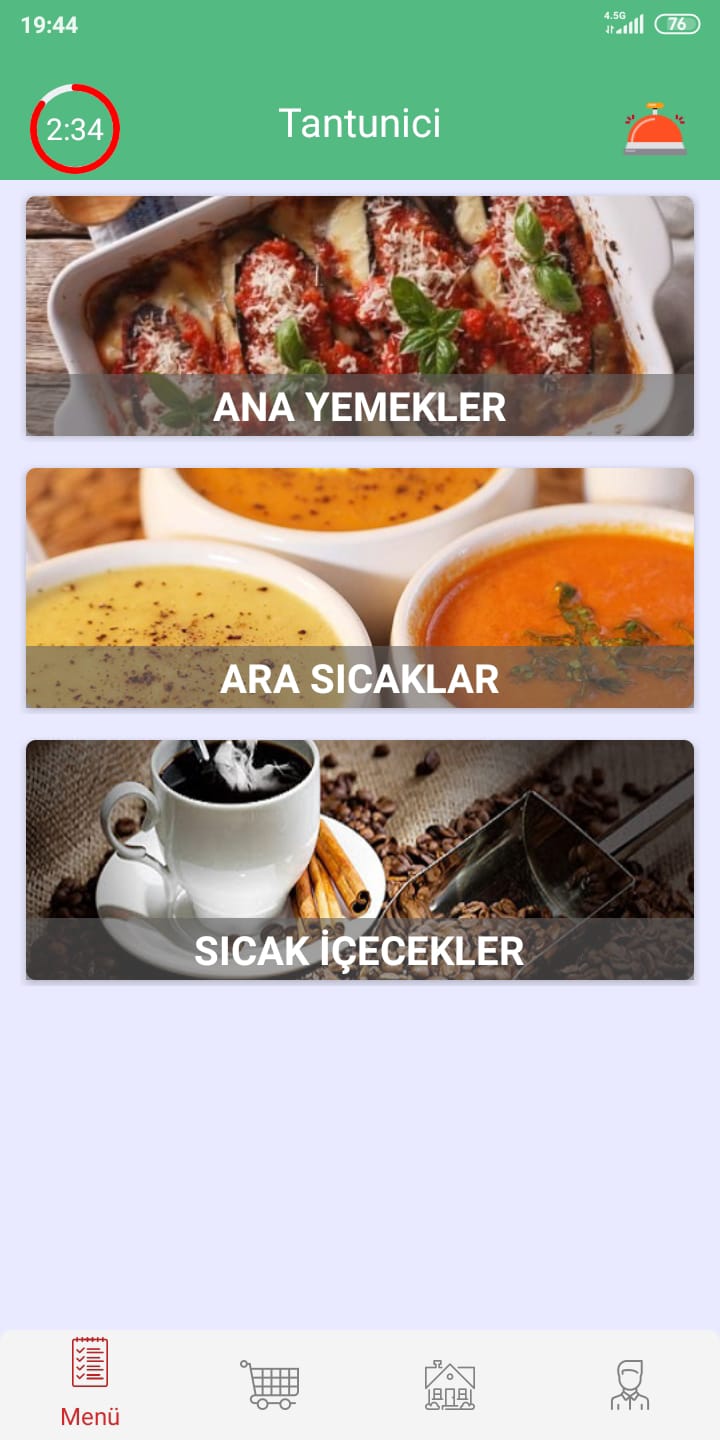 19:44
4.5G
76
2:34
Tantunici
ANA YEMEKLER
ARA SICAKLAR
SICAK İÇECEKLER
Menü